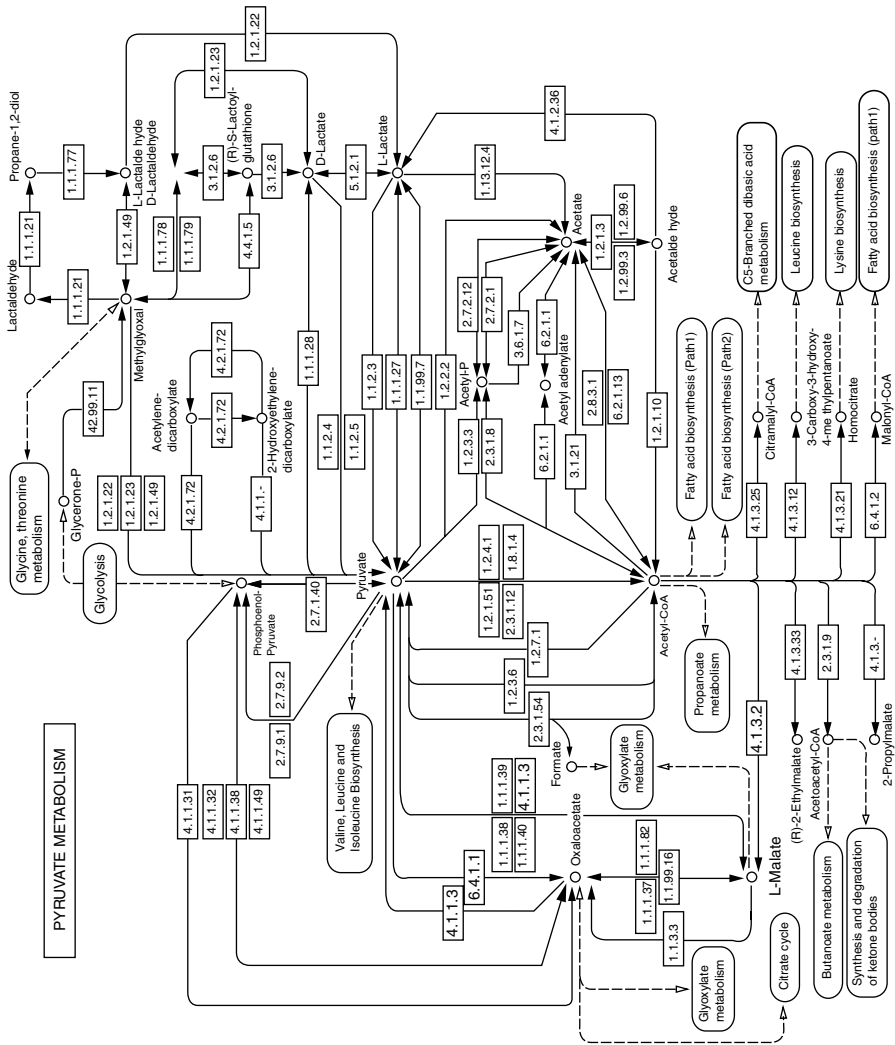 Propane-1,2-diol
1.2.1.22
1.2.1.23
1.1.1.77
L-Lactalde hyde
D-Lactaldehyde
3.1.2.6
(R)-S-Lactoyl-
glutathione
3.1.2.6
D-Lactate
5.1.2.1
L-Lactate
4.1.2.36
1.1.1.21
1.2.1.49
1.1.1.78
1.1.1.79
4.4.1.5
1.13.12.4
Lactaldehyde
1.1.1.21
Methylglyoxal
Acetate
1.2.1.3
1.2.99.6
1.2.99.3
Acetalde hyde
C5-Branched dibasic acid
metabolism
Leucine biosynthesis
Lysine biosynthesis
Fatty acid biosynthesis (path1)
42.99.11
Acetylene-
dicarboxylate
4.2.1.72
4.2.1.72
2-Hydroxyethylene-
dicarboxylate
1.1.1.28
1.1.2.4
1.1.2.5
1.1.2.3
1.1.1.27
1.1.99.7
1.2.2.2
2.7.2.12
2.7.2.1
Acetyl-P
3.6.1.7
6.2.1.1
Acetyl adenylate
2.8.3.1
6.2.1.13
1.2.1.10
Fatty acid biosynthesis (Path1)
Fatty acid biosynthesis (Path2)
Citramalyl-CoA
3-Carboxy-3-hydroxy-
4-me thylpentanoate
Homocitrate
Malonyl-CoA
Glycine, threonine
metabolism
Glycerone-P
1.2.1.22
1.2.1.23
1.2.1.49
4.2.1.72
4.1.1.-
1.2.3.3
2.3.1.8
6.2.1.1
3.1.21
4.1.3.25
4.1.3.12
4.1.3.21
6.4.1.2
Glycolysis
Phosphoenol-
Pyruvate
2.7.1.40
Pyruvate
1.2.4.1
1.8.1.4
1.2.1.51
2.3.1.12
Acetyl-CoA
2.7.9.2
2.7.9.1
1.2.7.1
1.2.3.6
2.3.1.54
Propanoate
metabolism
4.1.3.2
4.1.3.33
2.3.1.9
4.1.3.-
PYRUVATE METABOLISM
4.1.1.31
4.1.1.32
4.1.1.38
4.1.1.49
Valine, Leucine and
Isoleucine Biosynthesis
1.1.1.39
4.1.1.3
1.1.1.38
1.1.1.40
Formate
Glyoxylate
metabolism
(R)-2-Ethylmalate
Acetoacetyl-CoA
2-Propylmalate
4.1.1.3
6.4.1.1
Oxaloacetate
1.1.1.82
1.1.1.37
1.1.99.16
1.1.3.3
L-Malate
Glyoxylate
metabolism
Citrate cycle
Butanoate metabolism
Synthesis and degradation
of ketone bodies